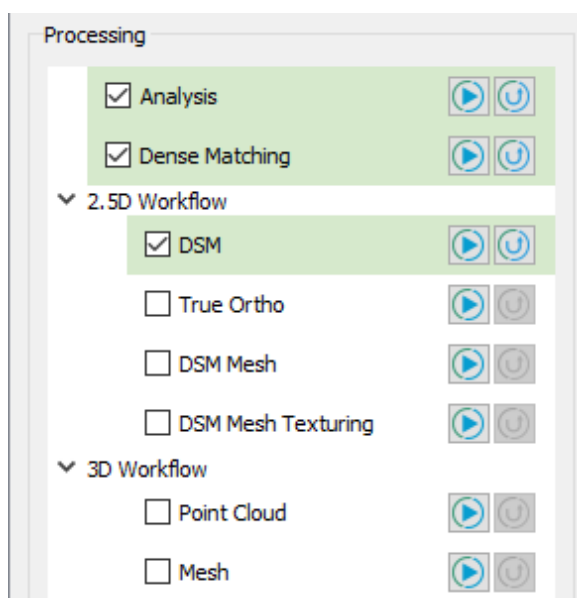 Processing
Analysis
Dense Matching
2.5D Workflow
DSM
True Ortho
DSM Mesh
DSM Mesh Texturing
3D Workflow
Point Cloud
Mesh